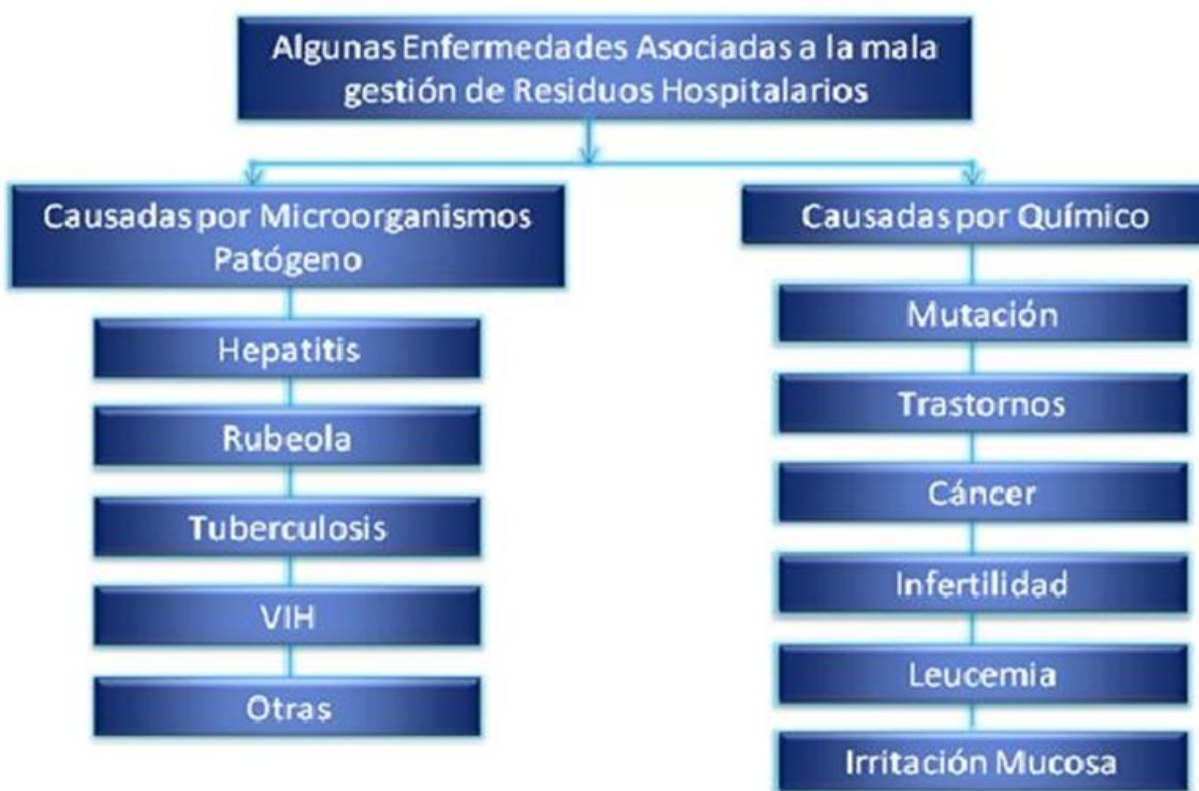 Algunas Enfermedades Asociadas a la mala
gestión de Residuos Hospitalarios
Causadas por Microorganismos
Patógeno
Hepatitis
Rubeola
Tuberculosis
VIH
Otras
Causadas por Químico
Mutación
Trastornos
Cáncer
Infertilidad
Leucemia
Irritación Mucosa